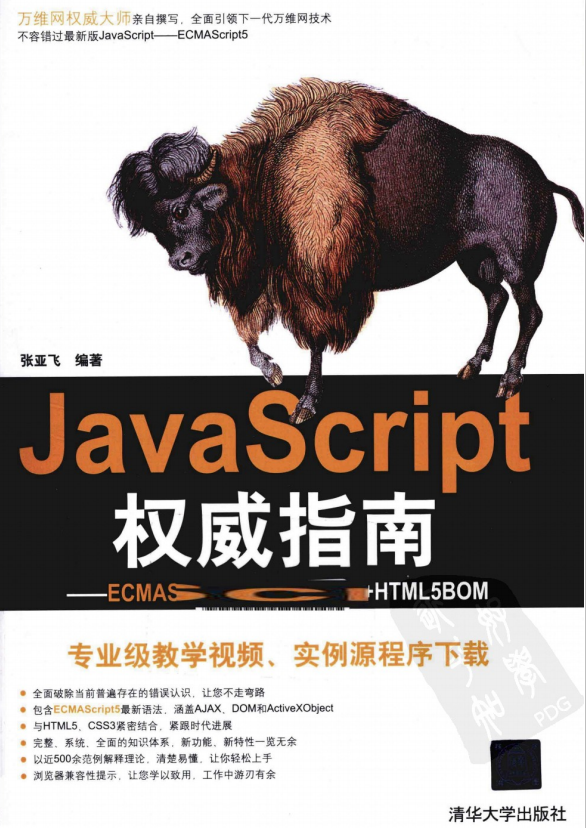 万维网权威大师亲自撰写、全面引领下一代万维网技术
不容错过最新版JavaScript——ECMAScript5
张亚飞 编著
JavaScript
权威指南
——ECMAS +HTML5BOM
专业级教学视频、实例源程序下载
● 全面破除当前普遍存在的错误认识，让您不走弯路
● 包含ECMAScript5最新语法、涵盖AJAX、DOM和ActiveXObject
● 与HTML5、CSS3紧密结合，紧跟时代进展
● 完整、系统、全面的知识体系，新功能、新特性一览无余
● 以近500余范例解释理论，清楚易懂，让你轻松上手
● 浏览器兼容性提示，让您学以致用，工作中游刃有余
PDG
清华大学出版社